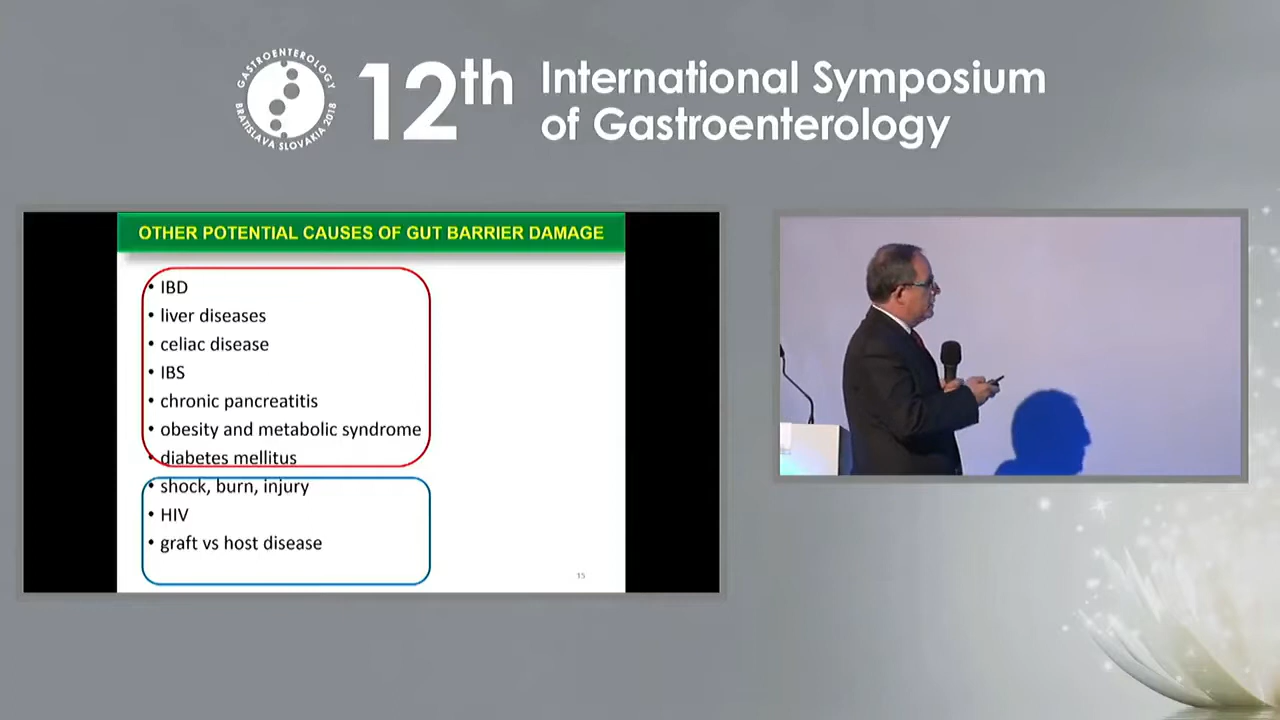 GASTROENTEROLOGY
BRATISLAVA SLOVAKIA 2018
12th
International Symposium
of Gastroenterology
OTHER POTENTIAL CAUSES OF GUT BARRIER DAMAGE
• IBD
• liver diseases
• celiac disease
• IBS
• chronic pancreatitis
• obesity and metabolic syndrome
• diabetes mellitus
• shock, burn, injury
• HIV
• graft vs host disease
15